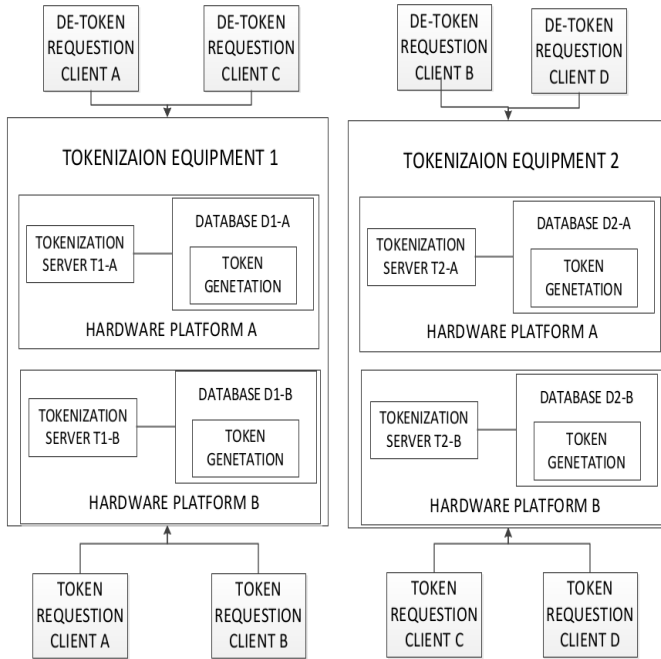 DE-TOKEN
REQUESTION
CLIENT A
DE-TOKEN
REQUESTION
CLIENT C
DE-TOKEN
REQUESTION
CLIENT B
DE-TOKEN
REQUESTION
CLIENT D
TOKENIZAION EQUIPMENT 1
DATABASE D1-A
TOKENIZATION
SERVER T1-A
TOKEN
GENETATION
HARDWARE PLATFORM A
DATABASE D1-B
TOKENIZATION
SERVER T1-B
TOKEN
GENETATION
HARDWARE PLATFORM B
TOKENIZAION EQUIPMENT 2
DATABASE D2-A
TOKENIZATION
SERVER T2-A
TOKEN
GENETATION
HARDWARE PLATFORM A
DATABASE D2-B
TOKENIZATION
SERVER T2-B
TOKEN
GENETATION
HARDWARE PLATFORM B
TOKEN
REQUESTION
CLIENT A
TOKEN
REQUESTION
CLIENT B
TOKEN
REQUESTION
CLIENT C
TOKEN
REQUESTION
CLIENT D